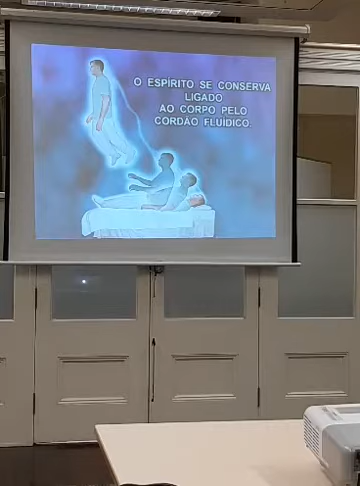 O ESPÍRITO SE CONSERVA
LIGADO
AO CORPO PELO
CORDÃO FLUÍDICO.